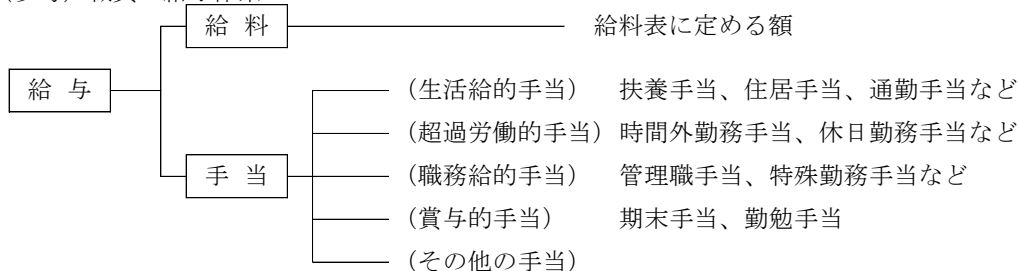 給 料 給料表に定める額
給 与
(生活給的手当) 扶養手当、住居手当、通勤手当など
(超過労働的手当) 時間外勤務手当、休日勤務手当など
手 当 (職務給的手当) 管理職手当、特殊勤務手当など
(賞与的手当) 期末手当、勤勉手当
(その他の手当)